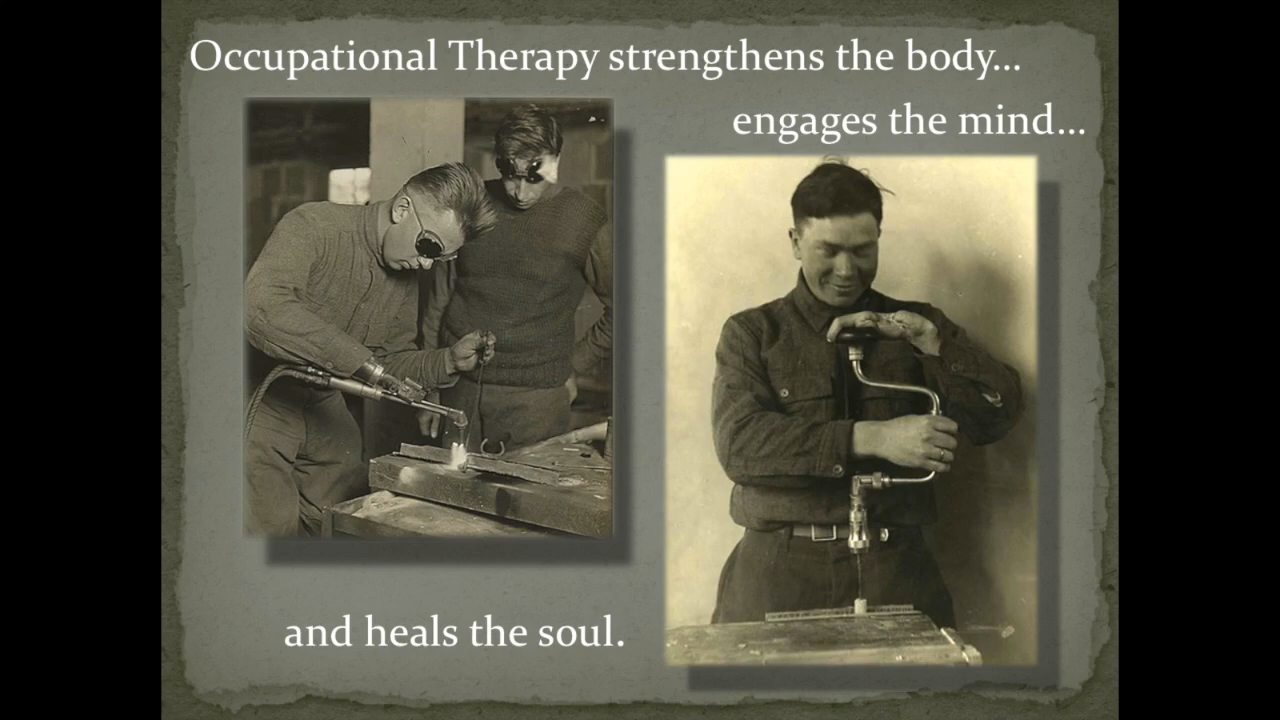 Occupational Therapy strengthens the body...
engages the mind...
and heals the soul.